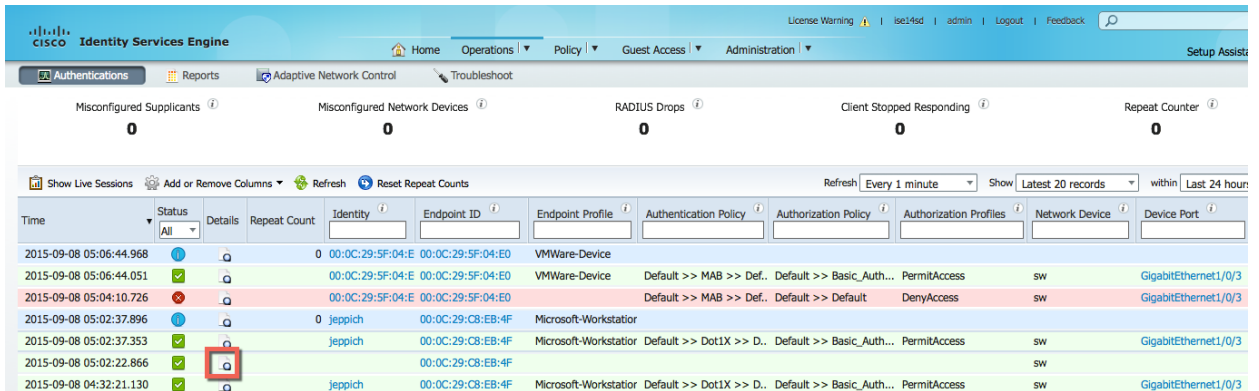 License Warning | ise14sd | admin | Logout | Feedback
CISCO Identity Services Engine
Home Operations | Policy | Guest Access | Administration |
Setup Assista
Authentications Reports Adaptive Network Control Troubleshoot
Misconfigured Supplicants Misconfigured Network Devices RADIUS Drops Client Stopped Responding Repeat Counter
0 0 0 0 0
Show Live Sessions Add or Remove Columns Refresh Reset Repeat Counts Refresh Every 1 minute Show Latest 20 records within Last 24 hours
Time Status Details Repeat Count Identity Endpoint ID Endpoint Profile Authentication Policy Authorization Policy Authorization Profiles Network Device Device Port
All
2015-09-08 05:06:44.968 0 00:0C:29:5F:04:E 00:0C:29:5F:04:E0 VMWare-Device
2015-09-08 05:06:44.051 00:0C:29:5F:04:E 00:0C:29:5F:04:E0 VMWare-Device Default >> MAB >> Def.. Default >> Basic_Auth... PermitAccess sw GigabitEthernet1/0/3
2015-09-08 05:04:10.726 00:0C:29:5F:04:E 00:0C:29:5F:04:E0 Default >> MAB >> Def.. Default >> Default DenyAccess sw GigabitEthernet1/0/3
2015-09-08 05:02:37.896 0 jeppich 00:0C:29:C8:EB:4F Microsoft-Workstation
2015-09-08 05:02:37.353 jeppich 00:0C:29:C8:EB:4F Microsoft-Workstation Default >> Dot1X >> D.. Default >> Basic_Auth... PermitAccess sw GigabitEthernet1/0/3
2015-09-08 05:02:22.866 00:0C:29:C8:EB:4F sw
2015-09-08 04:32:21.130 jeppich 00:0C:29:C8:EB:4F Microsoft-Workstation Default >> Dot1X >> D.. Default >> Basic_Auth... PermitAccess sw GigabitEthernet1/0/3